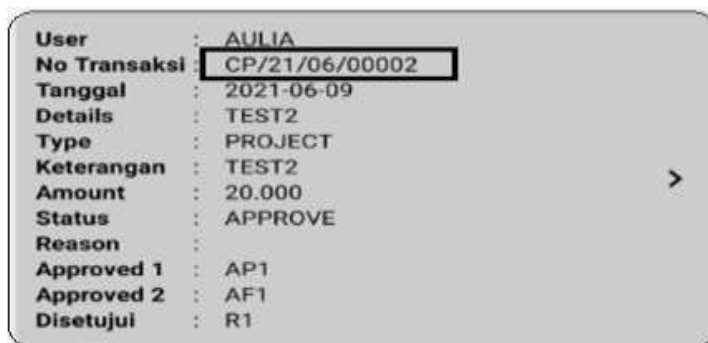 User : AULIA
No Transaksi : CP/21/06/00002
Tanggal : 2021-06-09
Details : TEST2
Type : PROJECT
Keterangan : TEST2
Amount : 20.000
Status : APPROVE
Reason :
Approved 1 : AP1
Approved 2 : AF1
Disetujui : R1